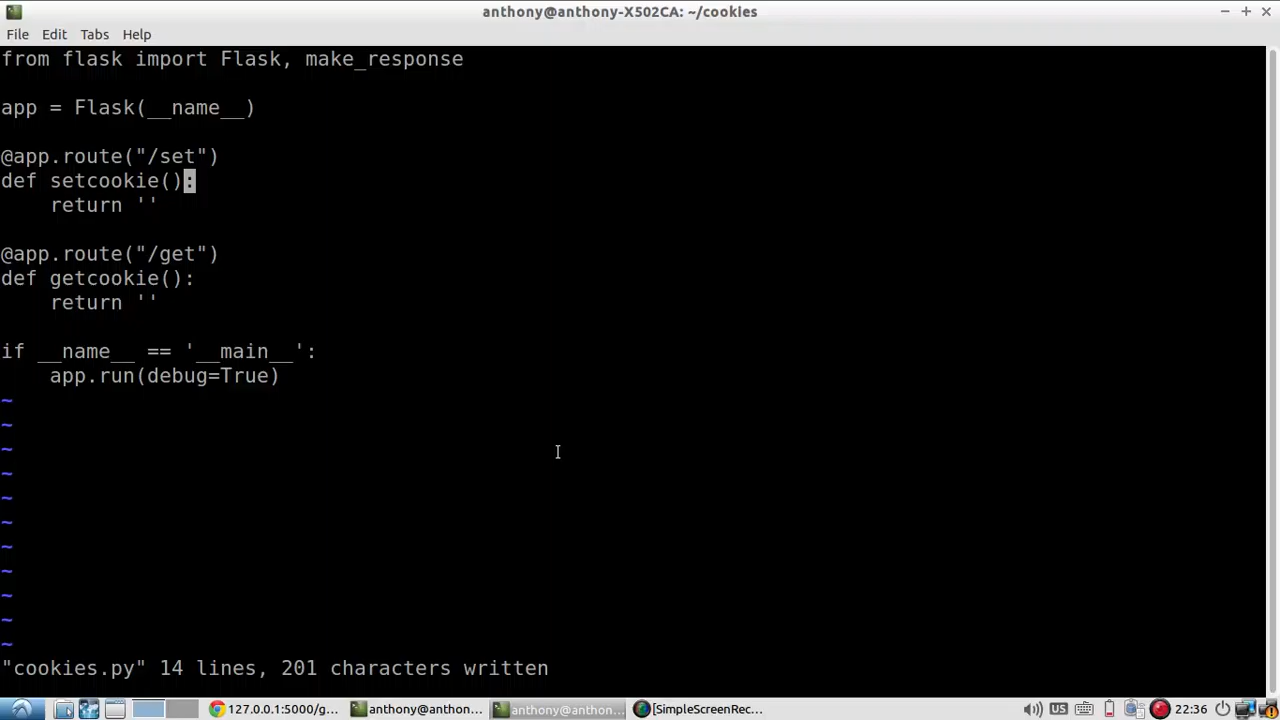 anthony@anthony-X502CA: ~/cookies
File Edit Tabs Help
from flask import Flask, make_response
app = Flask(__name__)
@app.route("/set")
def setcookie():
    return ''
@app.route("/get")
def getcookie():
    return ''
if __name__ == '__main__':
    app.run(debug=True)
~
~
~
~
~
~
~
~
~
~
~
"cookies.py" 14 lines, 201 characters written
127.0.0.1:5000/g... anthony@anthon... anthony@anthon... [SimpleScreenRec... US 22:36